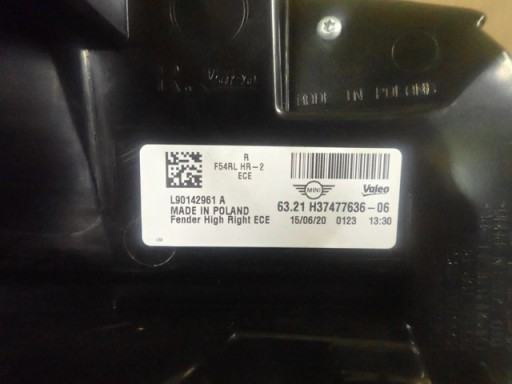 MADE IN POLAND
R
F54RL HR-2
ECE
MINI
Valeo
L90142961 A
MADE IN POLAND
Fender High Right ECE
63.21 H37477636-06
15/06/20 0123 13:30